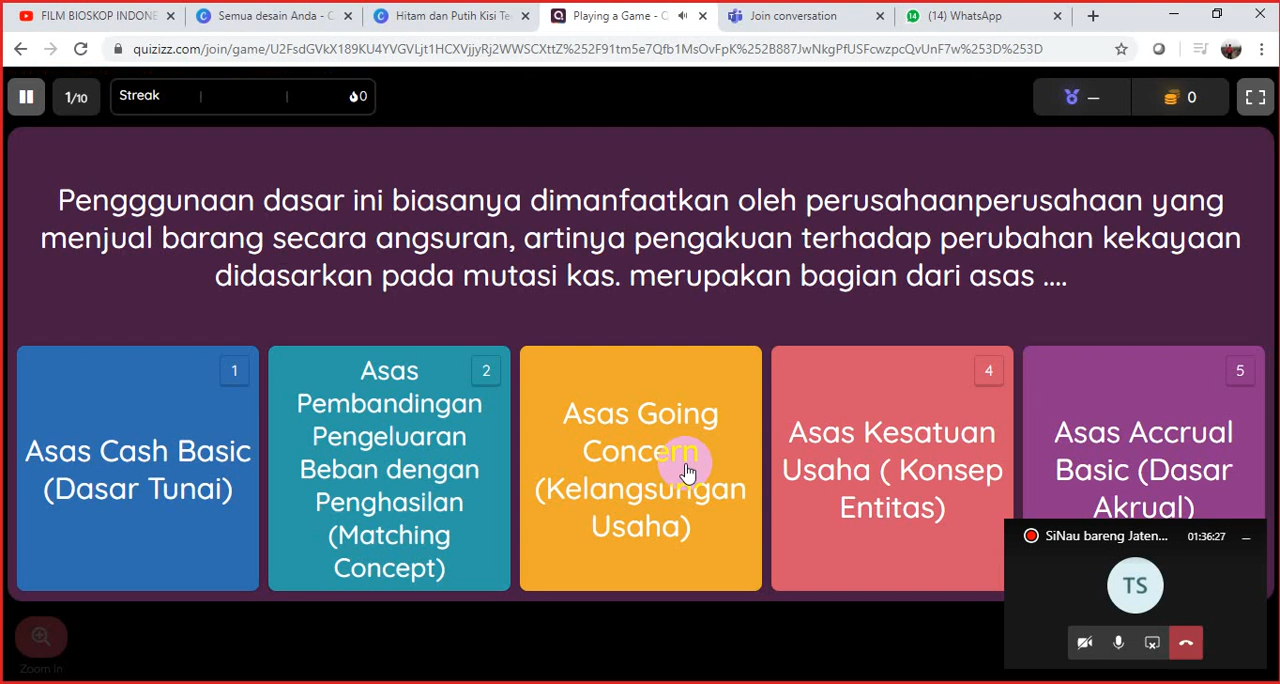 FILM BIOSKOP INDONE
Semua desain Anda - C
Hitam dan Putih Kisi Te
Playing a Game - C
Join conversation
(14) WhatsApp
quizizz.com/join/game/U2FsdGVkX189KU4YVGVLjt1HCXVjjyRj2WWSCXttZ%252F91tm5e7Qfb1MsOvFpK%252B887JwNkgPfUSFcwzpcQvUnF7w%253D%253D
1/10
Streak
0
–
0
Pengggunaan dasar ini biasanya dimanfaatkan oleh perusahaanperusahaan yang
menjual barang secara angsuran, artinya pengakuan terhadap perubahan kekayaan
didasarkan pada mutasi kas. merupakan bagian dari asas ....
1
Asas Cash Basic
(Dasar Tunai)
2
Asas
Pembandingan
Pengeluaran
Beban dengan
Penghasilan
(Matching
Concept)
Asas Going
Concern
(Kelangsungan
Usaha)
4
Asas Kesatuan
Usaha ( Konsep
Entitas)
5
Asas Accrual
Basic (Dasar
Akrual)
SiNau bareng Jaten...
01:36:27
TS
Zoom In